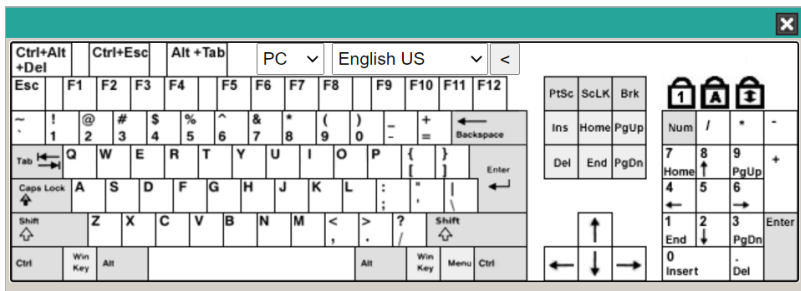 Ctrl+Alt +Del Ctrl+Esc Alt +Tab PC English US <
Esc F1 F2 F3 F4 F5 F6 F7 F8 F9 F10 F11 F12
PtSc ScLK Brk 1 A
~ ` ! 1 @ 2 # 3 $ 4 % 5 ^ 6 & 7 * 8 ( 9 ) 0 _ - + = Backspace
Ins Home PgUp Num / * -
Tab Q W E R T Y U I O P { [ } ] Enter
Del End PgDn 7 Home 8 9 PgUp +
Caps Lock A S D F G H J K L : ; " ' | \
4 5 6
Shift Z X C V B N M < , > . ? / Shift
1 End 2 3 PgDn Enter
Ctrl Win Key Alt Alt Win Key Menu Ctrl
0 Insert . Del